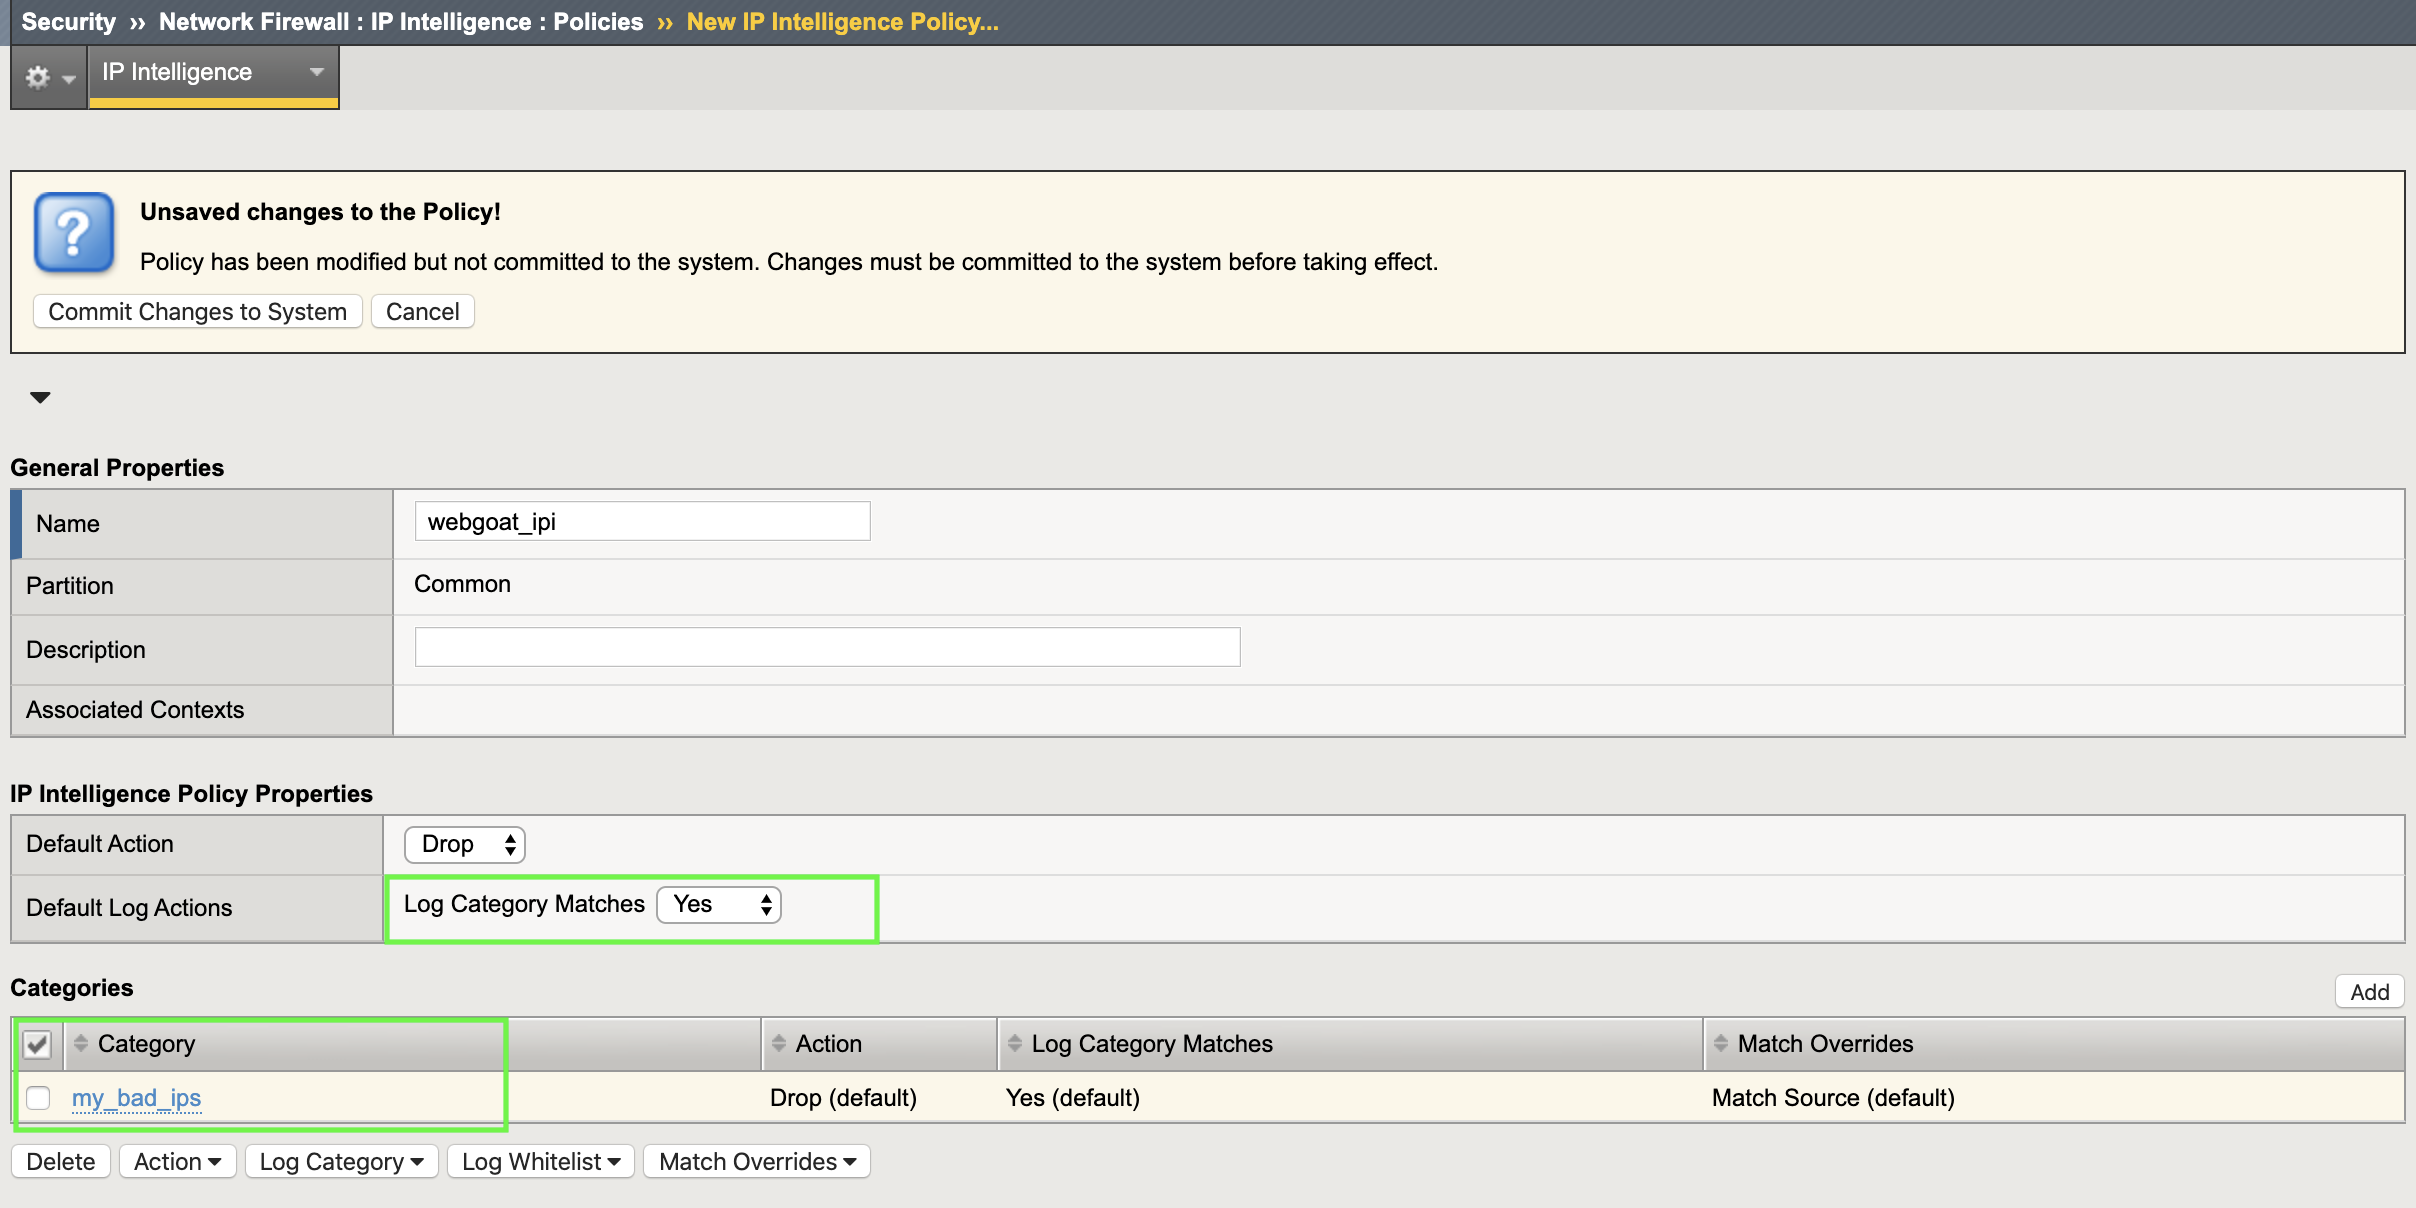 Security ›› Network Firewall : IP Intelligence : Policies ›› New IP Intelligence Policy...
IP Intelligence
Unsaved changes to the Policy!
Policy has been modified but not committed to the system. Changes must be committed to the system before taking effect.
Commit Changes to System Cancel
General Properties
Name webgoat_ipi
Partition Common
Description
Associated Contexts
IP Intelligence Policy Properties
Default Action Drop
Default Log Actions Log Category Matches Yes
Categories Add
Category Action Log Category Matches Match Overrides
my_bad_ips Drop (default) Yes (default) Match Source (default)
Delete Action Log Category Log Whitelist Match Overrides